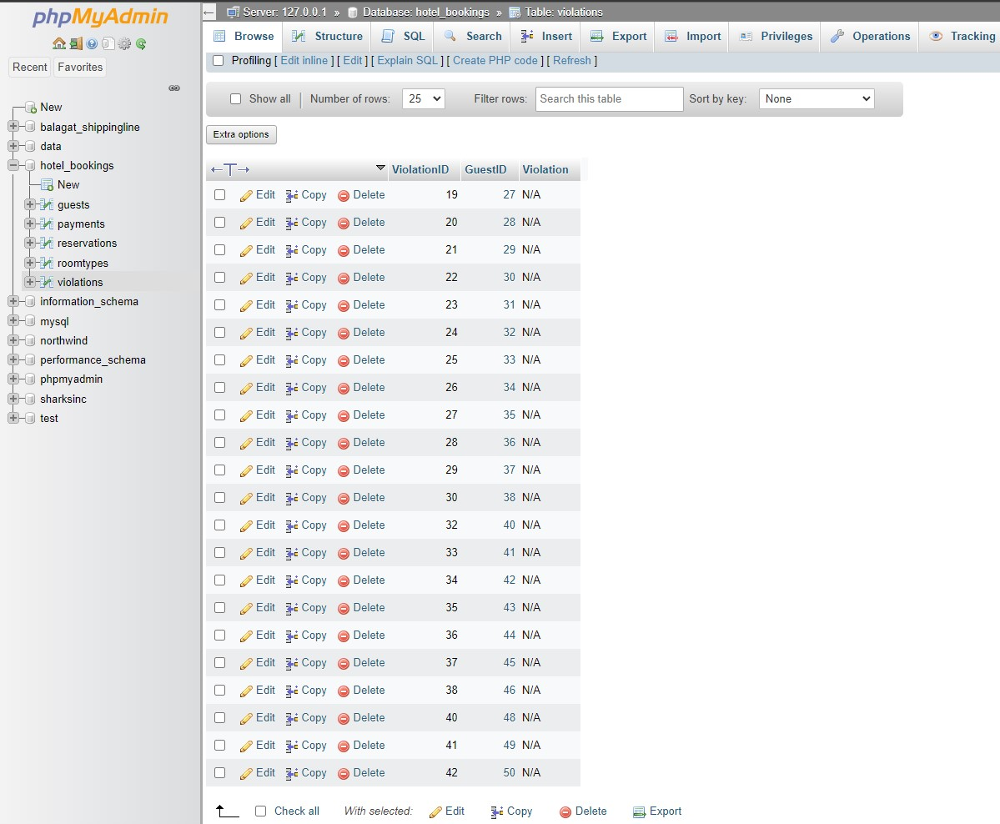 phpMyAdmin
Recent Favorites
New
balagat_shippingline
data
hotel_bookings
New
guests
payments
reservations
roomtypes
violations
information_schema
mysql
northwind
performance_schema
phpmyadmin
sharksinc
test
Server: 127.0.0.1 » Database: hotel_bookings » Table: violations
Browse Structure SQL Search Insert Export Import Privileges Operations Tracking
Profiling [ Edit inline ] [ Edit ] [ Explain SQL ] [ Create PHP code ] [ Refresh ]
Show all Number of rows: 25 Filter rows: Search this table Sort by key: None
Extra options
←T→ ViolationID GuestID Violation
Edit Copy Delete 19 27 N/A
Edit Copy Delete 20 28 N/A
Edit Copy Delete 21 29 N/A
Edit Copy Delete 22 30 N/A
Edit Copy Delete 23 31 N/A
Edit Copy Delete 24 32 N/A
Edit Copy Delete 25 33 N/A
Edit Copy Delete 26 34 N/A
Edit Copy Delete 27 35 N/A
Edit Copy Delete 28 36 N/A
Edit Copy Delete 29 37 N/A
Edit Copy Delete 30 38 N/A
Edit Copy Delete 32 40 N/A
Edit Copy Delete 33 41 N/A
Edit Copy Delete 34 42 N/A
Edit Copy Delete 35 43 N/A
Edit Copy Delete 36 44 N/A
Edit Copy Delete 37 45 N/A
Edit Copy Delete 38 46 N/A
Edit Copy Delete 40 48 N/A
Edit Copy Delete 41 49 N/A
Edit Copy Delete 42 50 N/A
Check all With selected: Edit Copy Delete Export